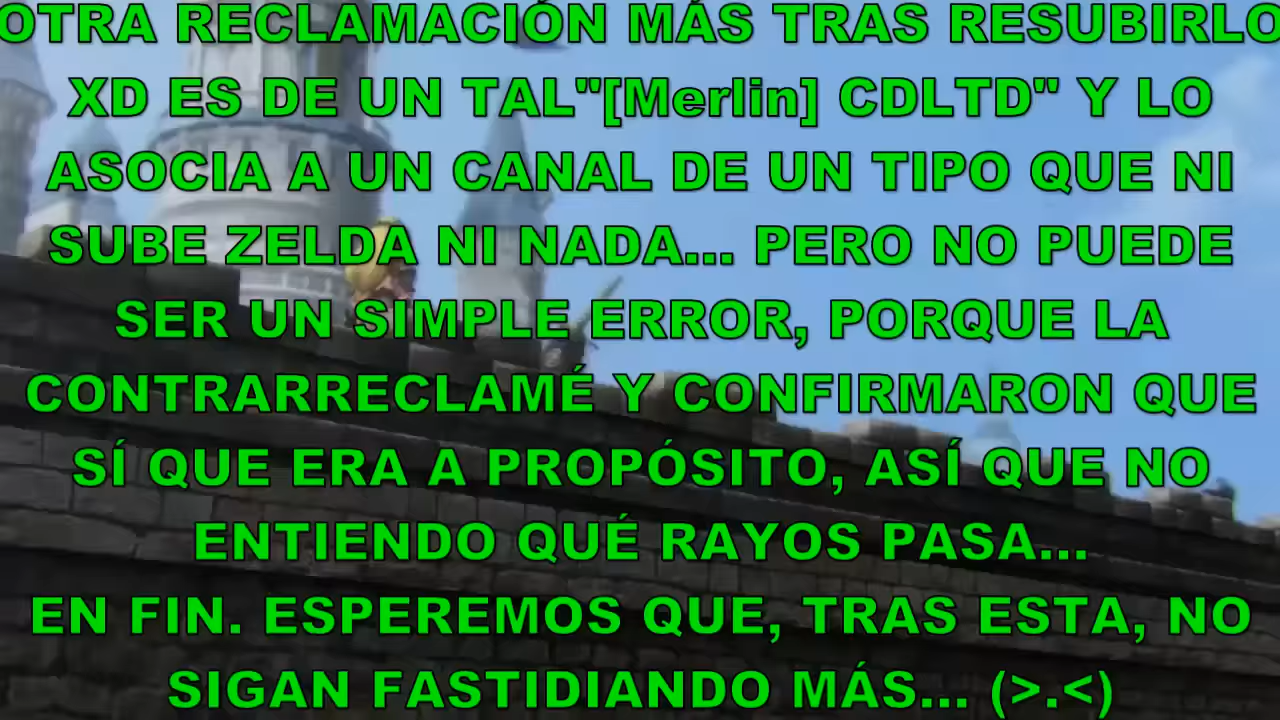 OTRA RECLAMACIÓN MÁS TRAS RESUBIRLO
XD ES DE UN TAL"[Merlin] CDLTD" Y LO
ASOCIA A UN CANAL DE UN TIPO QUE NI
SUBE ZELDA NI NADA... PERO NO PUEDE
SER UN SIMPLE ERROR, PORQUE LA
CONTRARRECLAMÉ Y CONFIRMARON QUE
SÍ QUE ERA A PROPÓSITO, ASÍ QUE NO
ENTIENDO QUÉ RAYOS PASA...
EN FIN. ESPEREMOS QUE, TRAS ESTA, NO
SIGAN FASTIDIANDO MÁS... (>.<)